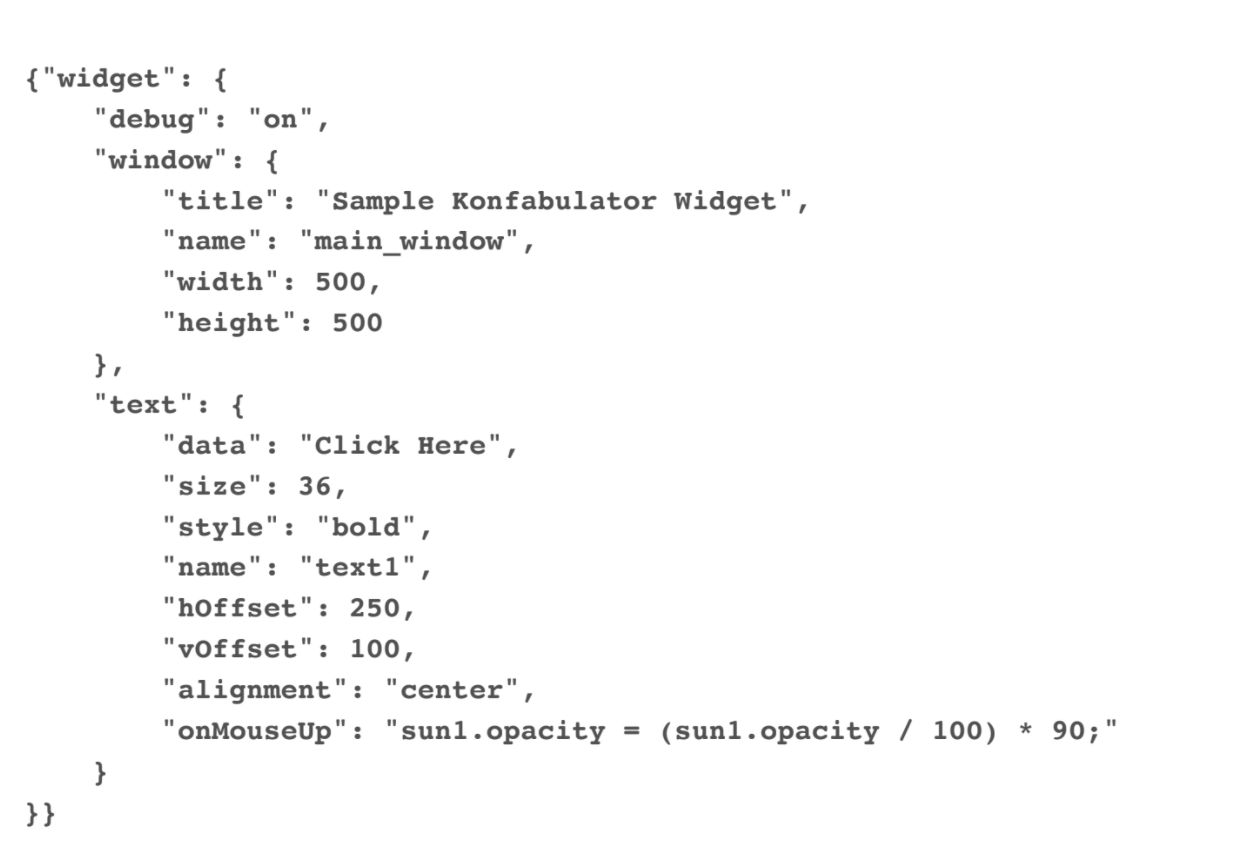 {"widget": {
    "debug": "on",
    "window": {
        "title": "Sample Konfabulator Widget",
        "name": "main_window",
        "width": 500,
        "height": 500
    },
    "text": {
        "data": "Click Here",
        "size": 36,
        "style": "bold",
        "name": "text1",
        "hOffset": 250,
        "vOffset": 100,
        "alignment": "center",
        "onMouseUp": "sun1.opacity = (sun1.opacity / 100) * 90;"
    }
}}